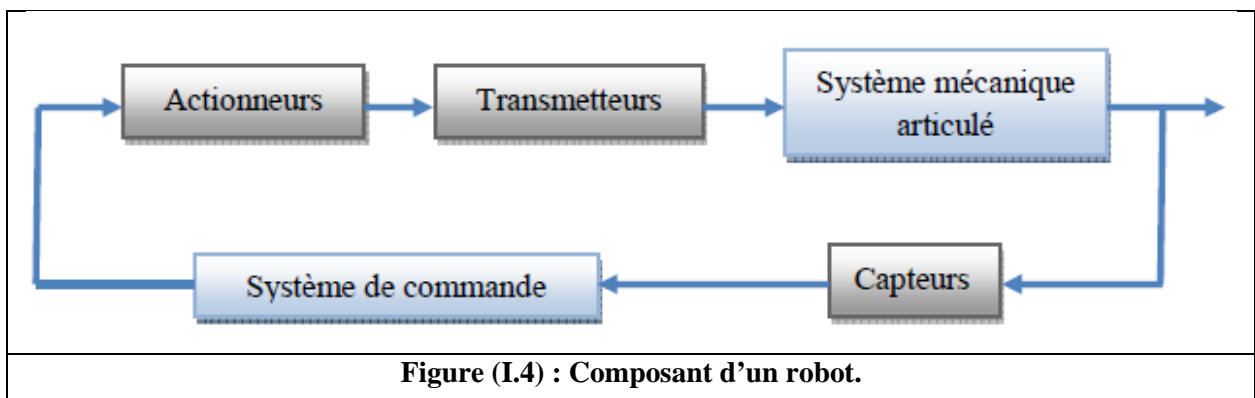 Actionneurs
Transmetteurs
Système mécanique
articulé
Système de commande
Capteurs
Figure (I.4) : Composant d’un robot.